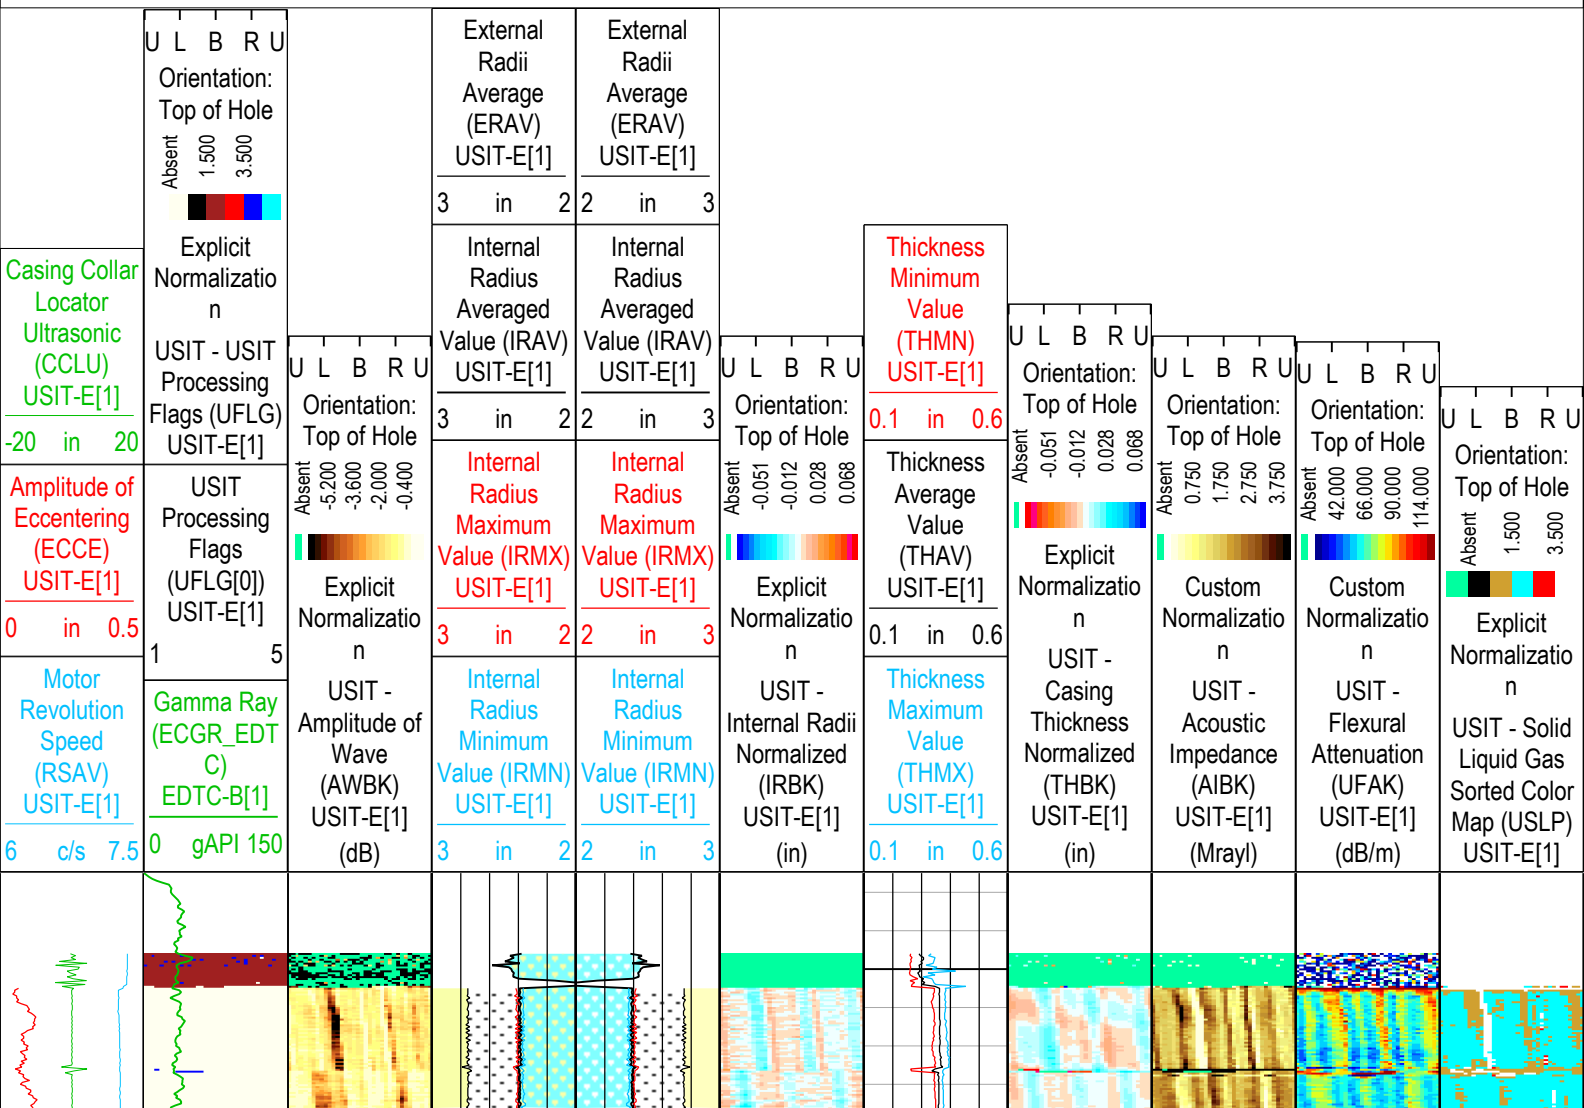 Casing Collar
Locator
Ultrasonic
(CCLU)
USIT-E[1]
-20 in 20
Amplitude of
Eccentering
(ECCE)
USIT-E[1]
0 in 0.5
Motor
Revolution
Speed
(RSAV)
USIT-E[1]
6 c/s 7.5
U L B R U
Orientation:
Top of Hole
Absent
1.500
3.500
Explicit
Normalizatio
n
USIT - USIT
Processing
Flags (UFLG)
USIT-E[1]
USIT
Processing
Flags
(UFLG[0])
USIT-E[1]
1 5
Gamma Ray
(ECGR_EDT
C)
EDTC-B[1]
0 gAPI 150
U L B R U
Orientation:
Top of Hole
Absent
-5.200
-3.600
-2.000
-0.400
Explicit
Normalizatio
n
USIT -
Amplitude of
Wave
(AWBK)
USIT-E[1]
(dB)
External
Radii
Average
(ERAV)
USIT-E[1]
3 in 2
Internal
Radius
Averaged
Value (IRAV)
USIT-E[1]
3 in 2
Internal
Radius
Maximum
Value (IRMX)
USIT-E[1]
3 in 2
Internal
Radius
Minimum
Value (IRMN)
USIT-E[1]
3 in 2
External
Radii
Average
(ERAV)
USIT-E[1]
2 in 3
Internal
Radius
Averaged
Value (IRAV)
USIT-E[1]
2 in 3
Internal
Radius
Maximum
Value (IRMX)
USIT-E[1]
2 in 3
Internal
Radius
Minimum
Value (IRMN)
USIT-E[1]
2 in 3
U L B R U
Orientation:
Top of Hole
Absent
-0.051
-0.012
0.028
0.068
Explicit
Normalizatio
n
USIT -
Internal Radii
Normalized
(IRBK)
USIT-E[1]
(in)
Thickness
Minimum
Value
(THMN)
USIT-E[1]
0.1 in 0.6
Thickness
Average
Value
(THAV)
USIT-E[1]
0.1 in 0.6
Thickness
Maximum
Value
(THMX)
USIT-E[1]
0.1 in 0.6
U L B R U
Orientation:
Top of Hole
Absent
-0.051
-0.012
0.028
0.068
Explicit
Normalizatio
n
USIT -
Casing
Thickness
Normalized
(THBK)
USIT-E[1]
(in)
U L B R U
Orientation:
Top of Hole
Absent
0.750
1.750
2.750
3.750
Custom
Normalizatio
n
USIT -
Acoustic
Impedance
(AIBK)
USIT-E[1]
(Mrayl)
U L B R U
Orientation:
Top of Hole
Absent
42.000
66.000
90.000
114.000
Custom
Normalizatio
n
USIT -
Flexural
Attenuation
(UFAK)
USIT-E[1]
(dB/m)
U L B R U
Orientation:
Top of Hole
Absent
1.500
3.500
Explicit
Normalizatio
n
USIT - Solid
Liquid Gas
Sorted Color
Map (USLP)
USIT-E[1]